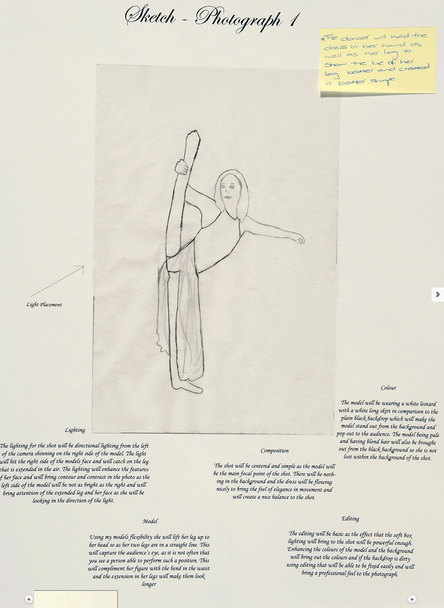 Sketch - Photograph 1
The dancer will hold the
dress in her hand as
well as her leg to
show the line of her
leg better and created
a better shape.
Light Placement
Colour
The model will be wearing a white leotard
with a white long skirt in comparison to the
plain black backdrop which will make the
model stand out from the background and
pop out to the audience. The model being pale
and having blend hair will also be brought
out from the black background so she is not
lost within the background of the shot.
Lighting
The lighting for the shot will be directional lighting from the left
of the camera shinning on the right side of the model. The light
will hit the right side of the models face and will catch on the leg
that is extended in the air. The lighting will enhance the features
of her face and will bring contour and contrast in the photo as the
left side of the model will be not as bright as the right and will
bring attention of the extended leg and her face as she will be
looking in the direction of the light.
Composition
The shot will be centered and simple as the model will
be the main focal point of the shot. There will be noth-
ing in the background and the dress will be flowing
nicely to bring the feel of elegance in movement and
will create a nice balance to the shot.
Model
Using my models flexibility she will lift her leg up to
her head so as her two legs are in a straight line. This
will capture the audience's eye, as it is not often that
you see a person able to perform such a position. This
will compliment her figure with the bend in the waist
and the extension in her legs will make them look
longer
Editing
The editing will be basic as the effect that the soft box
lighting will bring to the shot will be powerful enough.
Enhancing the colours of the model and the background
will bring out the colours and if the backdrop is dirty
using editing that will be able to be fixed easily and will
bring a professional feel to the photograph.